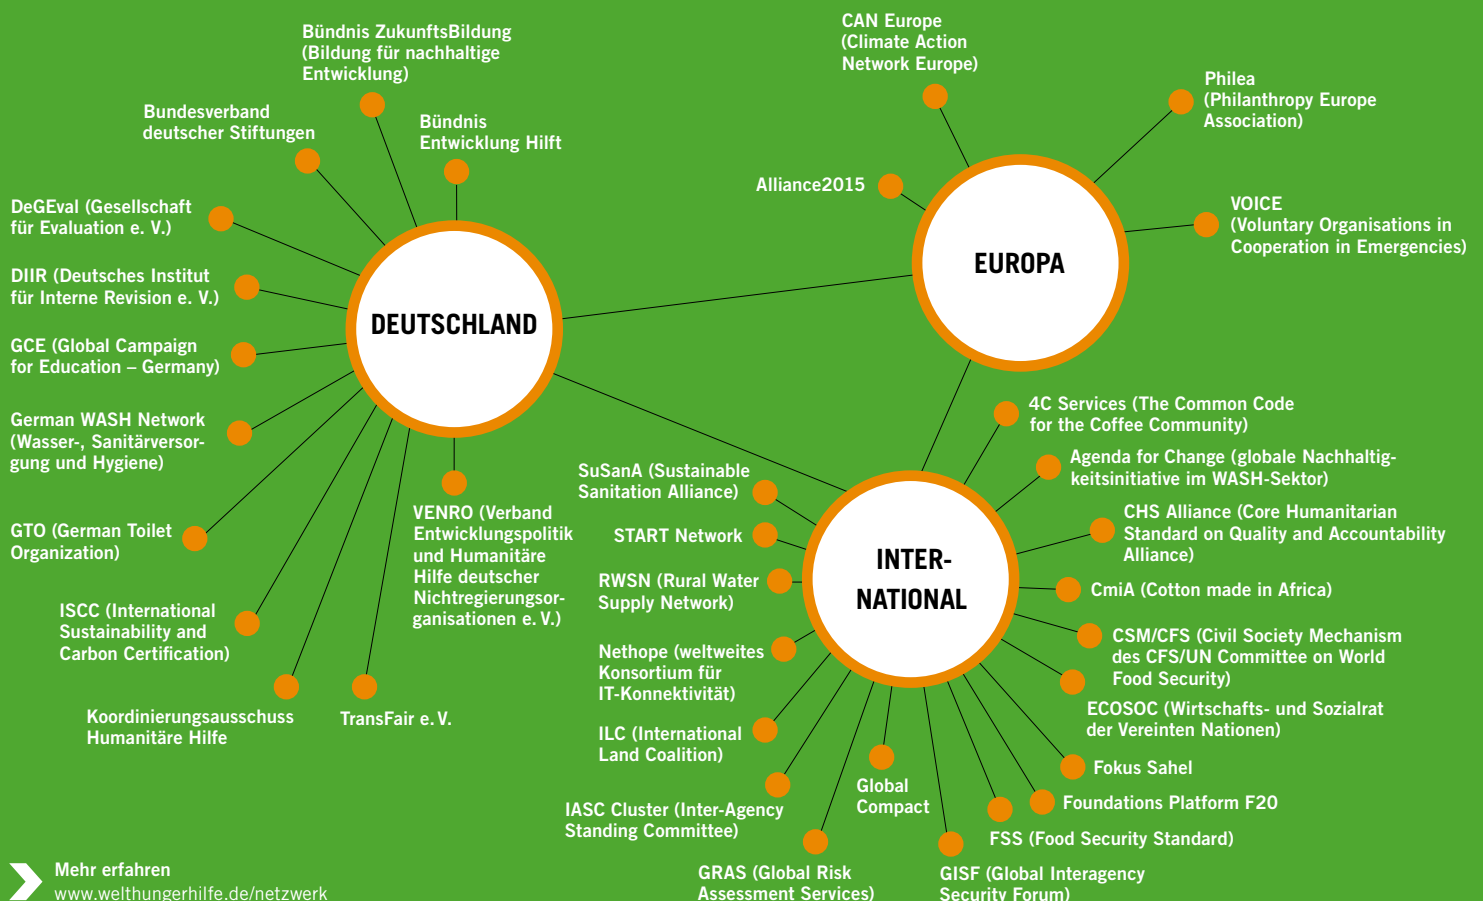 Bündnis ZukunftsBildung
(Bildung für nachhaltige
Entwicklung)
Bundesverband
deutscher Stiftungen
Bündnis
Entwicklung Hilft
DeGEval (Gesellschaft
für Evaluation e. V.)
DIIR (Deutsches Institut
für Interne Revision e. V.)
GCE (Global Campaign
for Education – Germany)
German WASH Network
(Wasser-, Sanitärversor-
gung und Hygiene)
GTO (German Toilet
Organization)
ISCC (International
Sustainability and
Carbon Certification)
Koordinierungsausschuss
Humanitäre Hilfe
TransFair e. V.
VENRO (Verband
Entwicklungspolitik
und Humanitäre
Hilfe deutscher
Nichtregierungsor-
ganisationen e. V.)
DEUTSCHLAND
CAN Europe
(Climate Action
Network Europe)
Philea
(Philanthropy Europe
Association)
Alliance2015
VOICE
(Voluntary Organisations in
Cooperation in Emergencies)
EUROPA
4C Services (The Common Code
for the Coffee Community)
Agenda for Change (globale Nachhaltig-
keitsinitiative im WASH-Sektor)
CHS Alliance (Core Humanitarian
Standard on Quality and Accountability
Alliance)
CmiA (Cotton made in Africa)
CSM/CFS (Civil Society Mechanism
des CFS/UN Committee on World
Food Security)
ECOSOC (Wirtschafts- und Sozialrat
der Vereinten Nationen)
Fokus Sahel
Foundations Platform F20
FSS (Food Security Standard)
GISF (Global Interagency
Security Forum)
Global
Compact
GRAS (Global Risk
Assessment Services)
IASC Cluster (Inter-Agency
Standing Committee)
ILC (International
Land Coalition)
Nethope (weltweites
Konsortium für
IT-Konnektivität)
RWSN (Rural Water
Supply Network)
START Network
SuSanA (Sustainable
Sanitation Alliance)
INTER-
NATIONAL
Mehr erfahren
www.welthungerhilfe.de/netzwerk